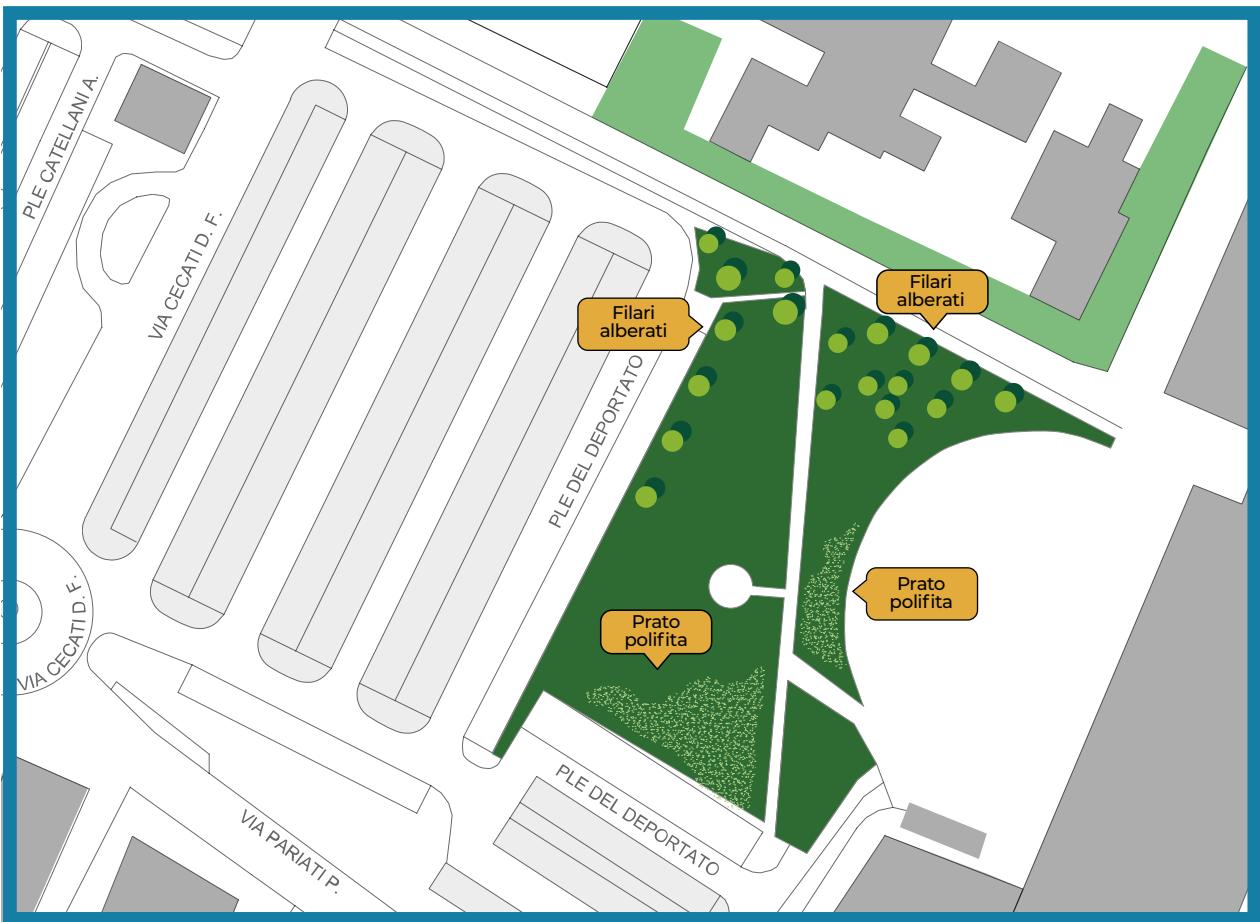 PLE CATELLANI A.
VIA CECATI D. F.
Filari
alberati
Filari
alberati
PLE DEL DEPORTATO
Prato
polifita
Prato
polifita
VIA CECATI D. F.
PLE DEL DEPORTATO
VIA PARIATI P.